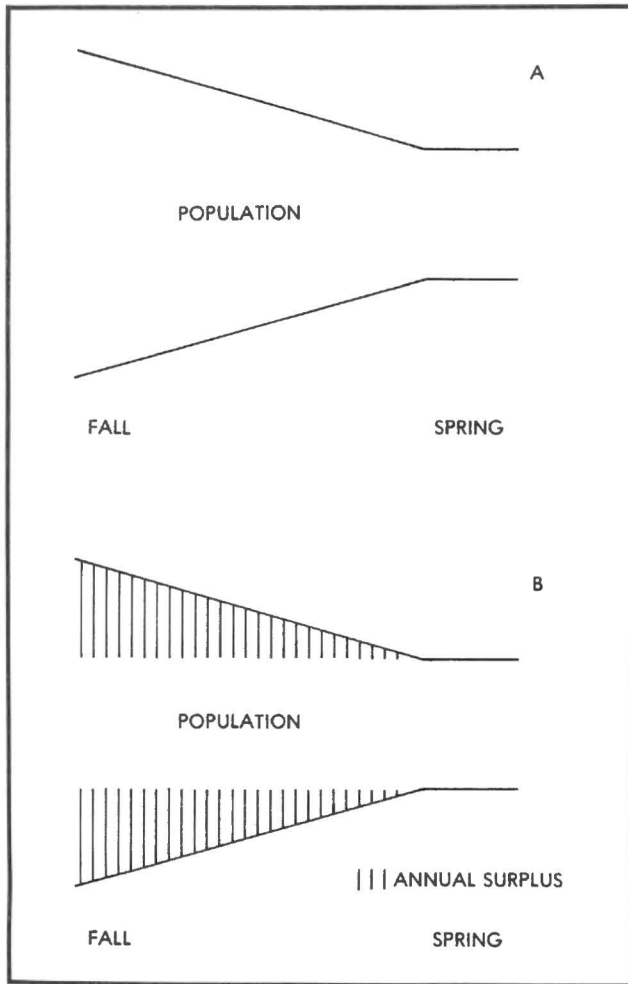 A
POPULATION
FALL SPRING
B
POPULATION
ANNUAL SURPLUS
FALL SPRING